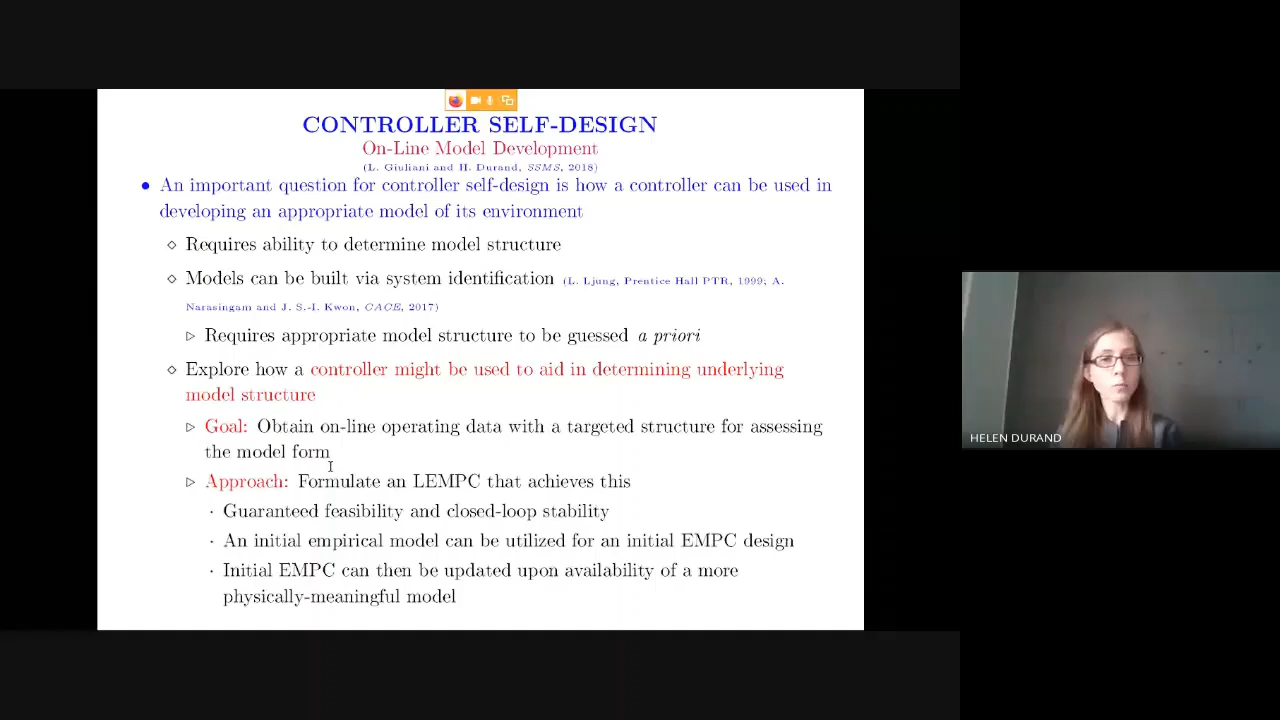 CONTROLLER SELF-DESIGN
On-Line Model Development
(L. Giuliani and H. Durand, SSMS, 2018)
• An important question for controller self-design is how a controller can be used in
developing an appropriate model of its environment
⋄ Requires ability to determine model structure
⋄ Models can be built via system identification (L. Ljung, Prentice Hall PTR, 1999; A.
Narasingam and J. S.-I. Kwon, CACE, 2017)
▷ Requires appropriate model structure to be guessed a priori
⋄ Explore how a controller might be used to aid in determining underlying
model structure
▷ Goal: Obtain on-line operating data with a targeted structure for assessing
the model form
▷ Approach: Formulate an LEMPC that achieves this
· Guaranteed feasibility and closed-loop stability
· An initial empirical model can be utilized for an initial EMPC design
· Initial EMPC can then be updated upon availability of a more
physically-meaningful model
HELEN DURAND